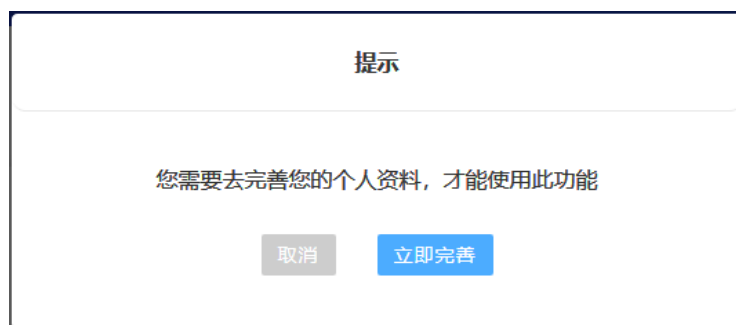 提示
您需要去完善您的个人资料，才能使用此功能
取消
立即完善